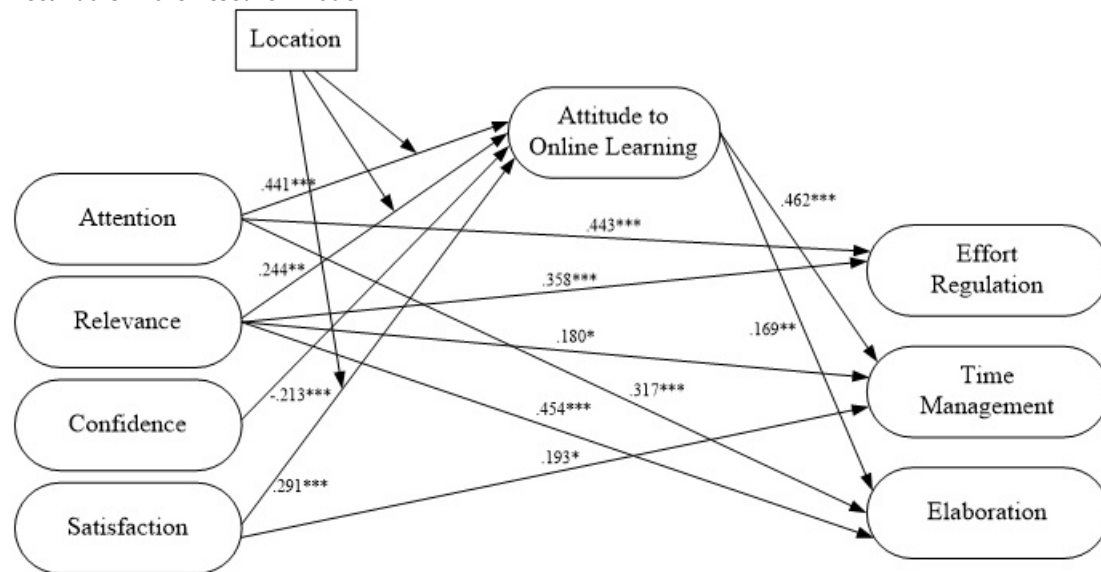 Location
Attitude to
Online Learning
.441***
.462***
Attention
.443***
Effort
Regulation
.244**
.358***
Relevance
.169**
.180*
Time
Management
-.213***
.317***
Confidence
.454***
.193*
.291***
Satisfaction
Elaboration